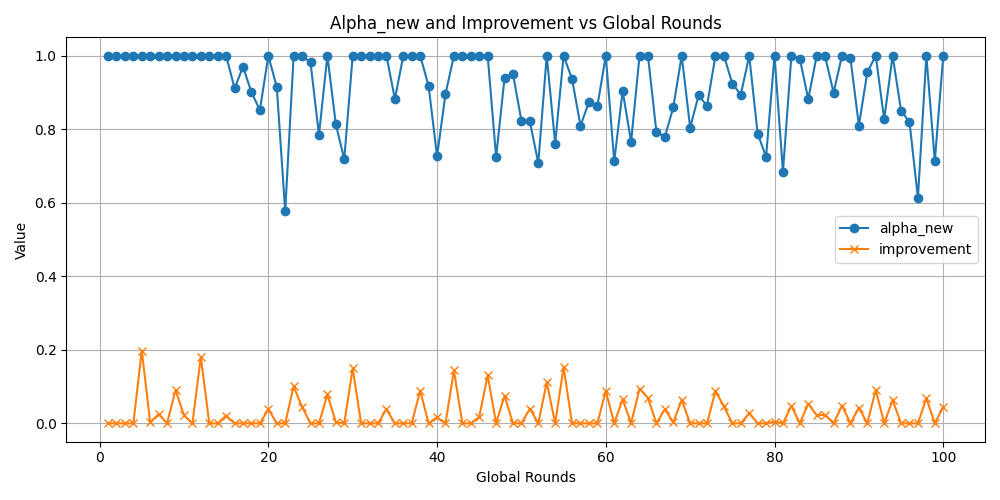 Alpha_new and Improvement vs Global Rounds
1.0
0.8
0.6
0.4
0.2
0.0
Value
alpha_new
improvement
0 20 40 60 80 100
Global Rounds